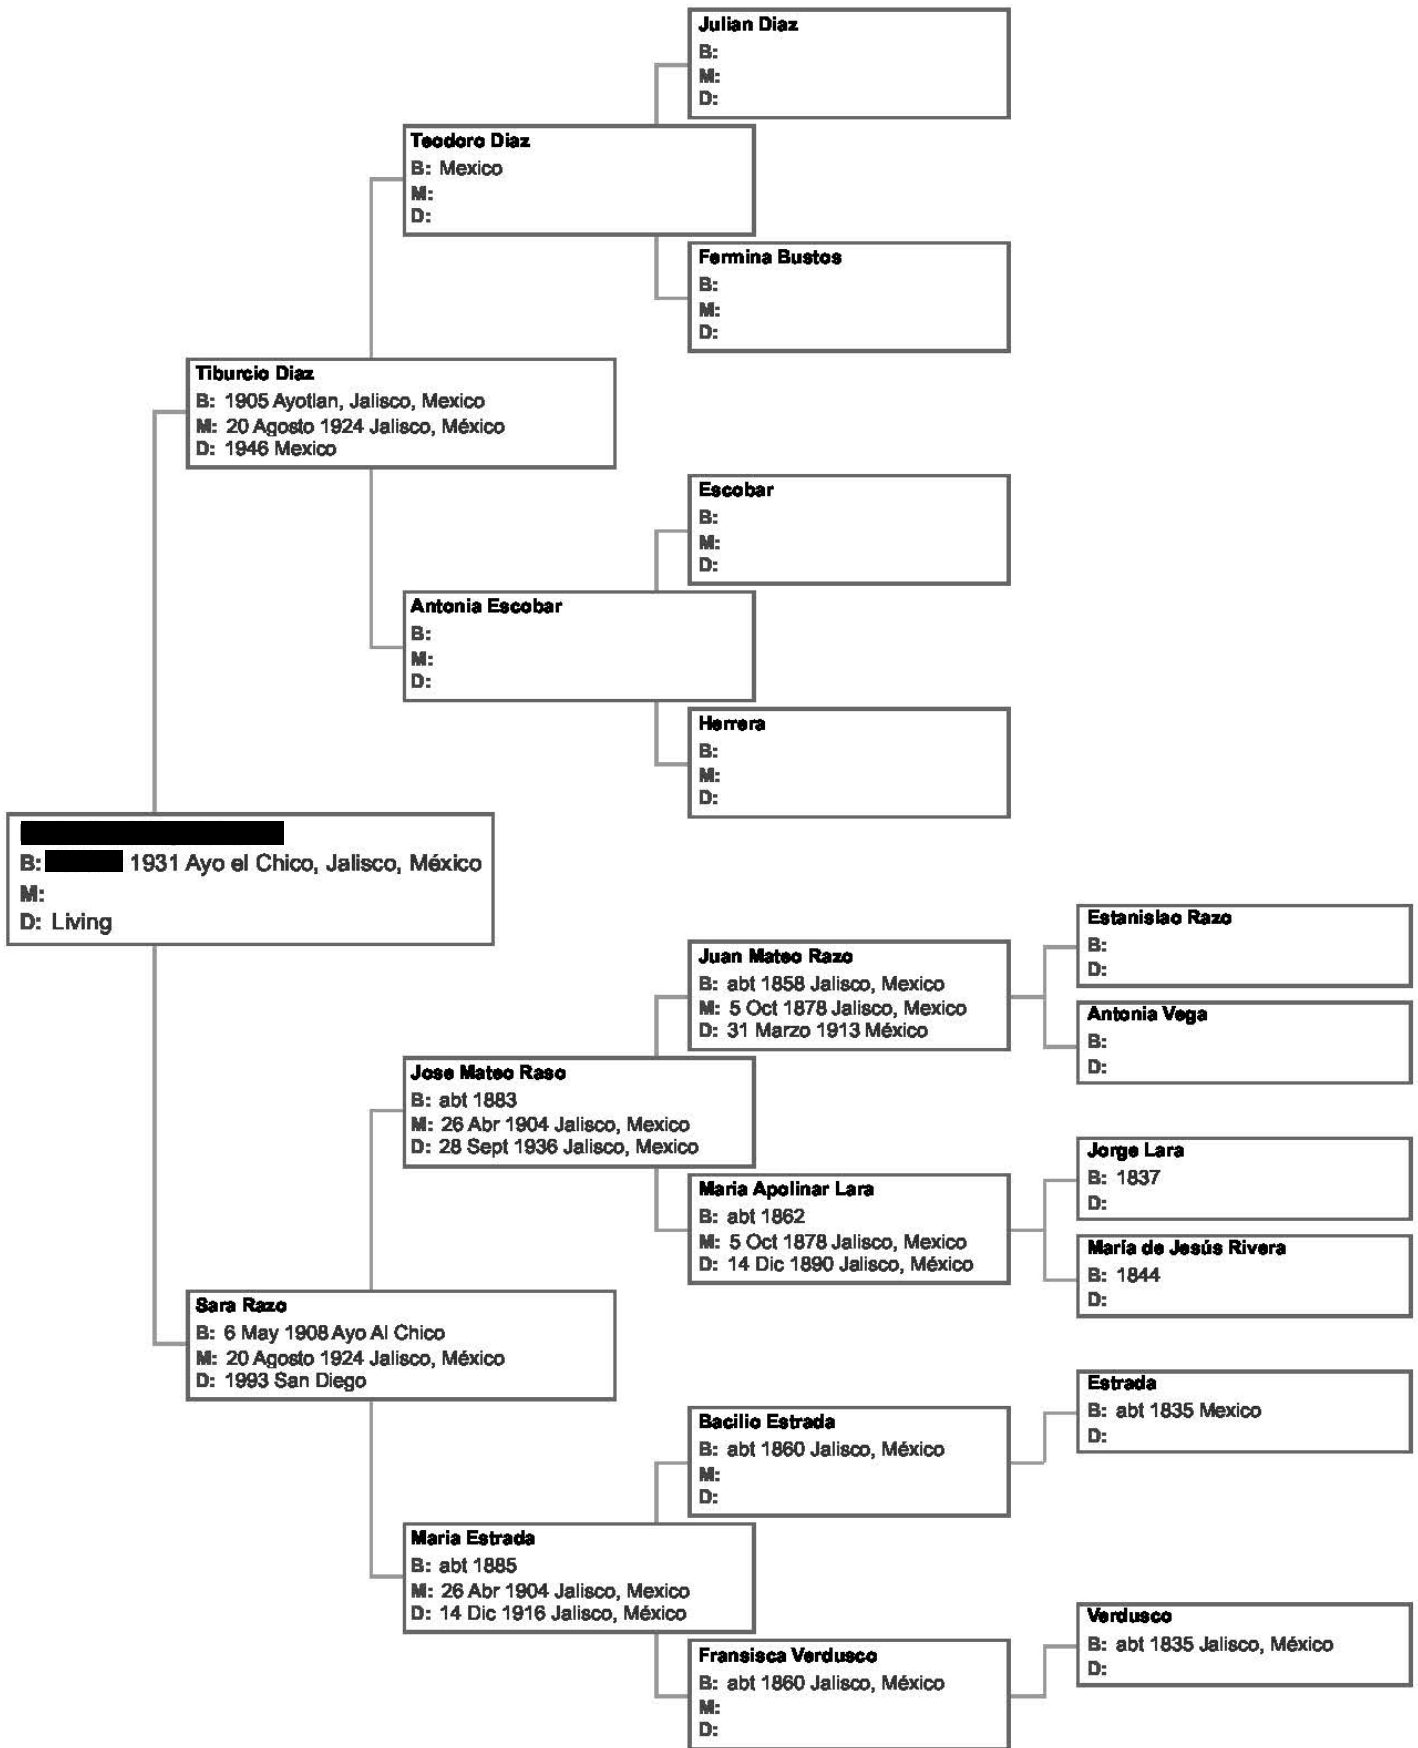 Julian Diaz
B:
M:
D:
Teodoro Diaz
B: Mexico
M:
D:
Fermina Bustos
B:
M:
D:
Tiburcio Diaz
B: 1905 Ayotlan, Jalisco, Mexico
M: 20 Agosto 1924 Jalisco, México
D: 1946 Mexico
Escobar
B:
M:
D:
Antonia Escobar
B:
M:
D:
Herrera
B:
M:
D:
B: 1931 Ayo el Chico, Jalisco, México
M:
D: Living
Estanislao Razo
B:
D:
Juan Mateo Razo
B: abt 1858 Jalisco, Mexico
M: 5 Oct 1878 Jalisco, Mexico
D: 31 Marzo 1913 México
Antonia Vega
B:
D:
Jose Mateo Raso
B: abt 1883
M: 26 Abr 1904 Jalisco, Mexico
D: 28 Sept 1936 Jalisco, Mexico
Jorge Lara
B: 1837
D:
Maria Apolinar Lara
B: abt 1862
M: 5 Oct 1878 Jalisco, Mexico
D: 14 Dic 1890 Jalisco, México
María de Jesús Rivera
B: 1844
D:
Sara Razo
B: 6 May 1908 Ayo Al Chico
M: 20 Agosto 1924 Jalisco, México
D: 1993 San Diego
Estrada
B: abt 1835 Mexico
D:
Bacilio Estrada
B: abt 1860 Jalisco, México
M:
D:
Maria Estrada
B: abt 1885
M: 26 Abr 1904 Jalisco, Mexico
D: 14 Dic 1916 Jalisco, México
Verdusco
B: abt 1835 Jalisco, México
D:
Fransisca Verdusco
B: abt 1860 Jalisco, México
M:
D: